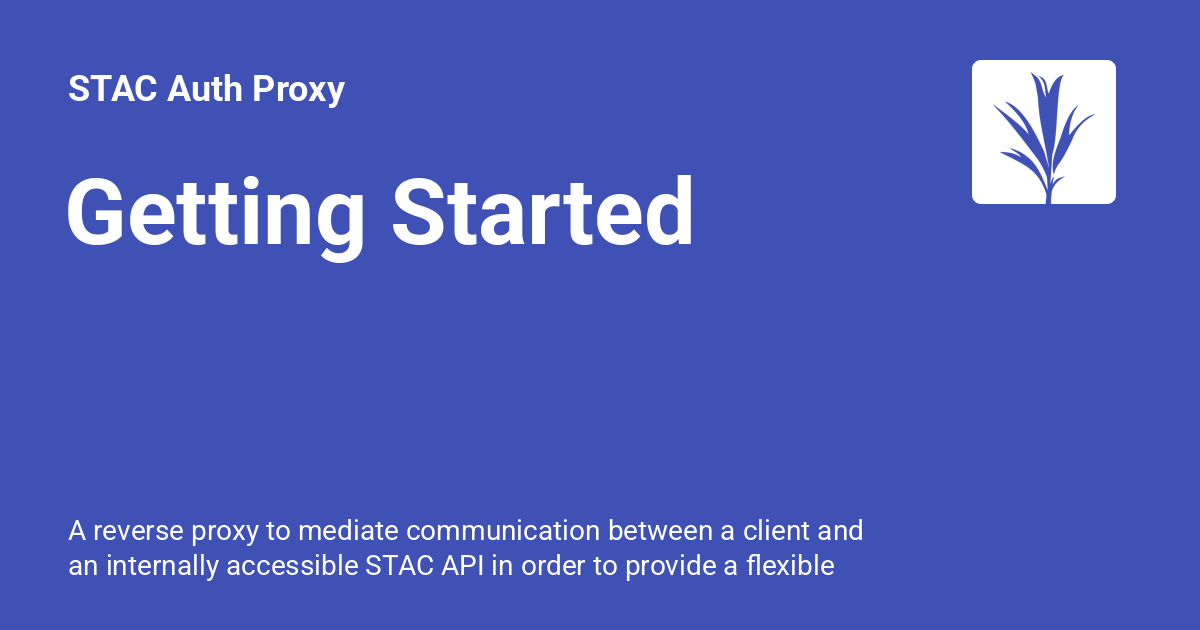 STAC Auth Proxy
Getting Started
A reverse proxy to mediate communication between a client and
an internally accessible STAC API in order to provide a flexible